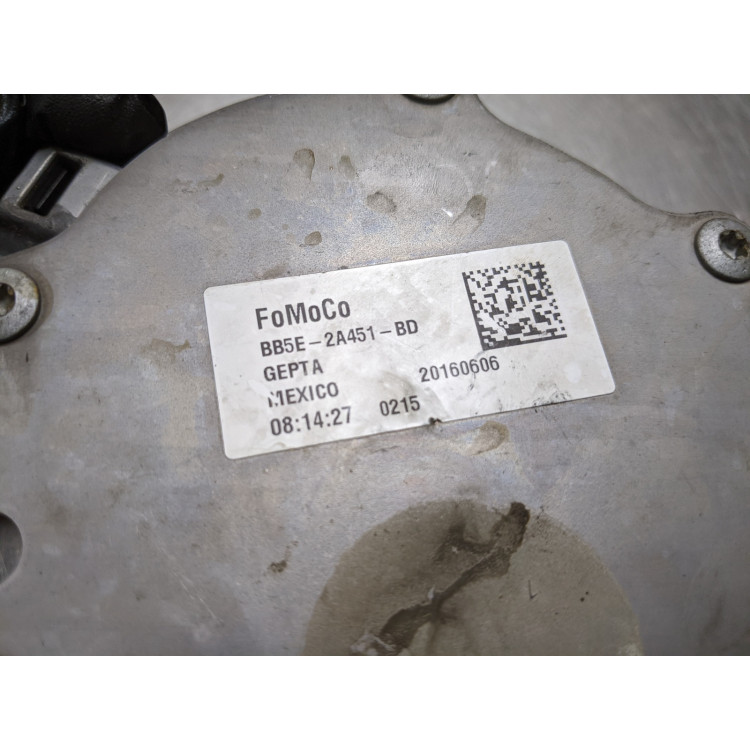 FoMoCo
BB5E-2A451-BD
GEPTA 20160606
MEXICO
08:14:27 0215